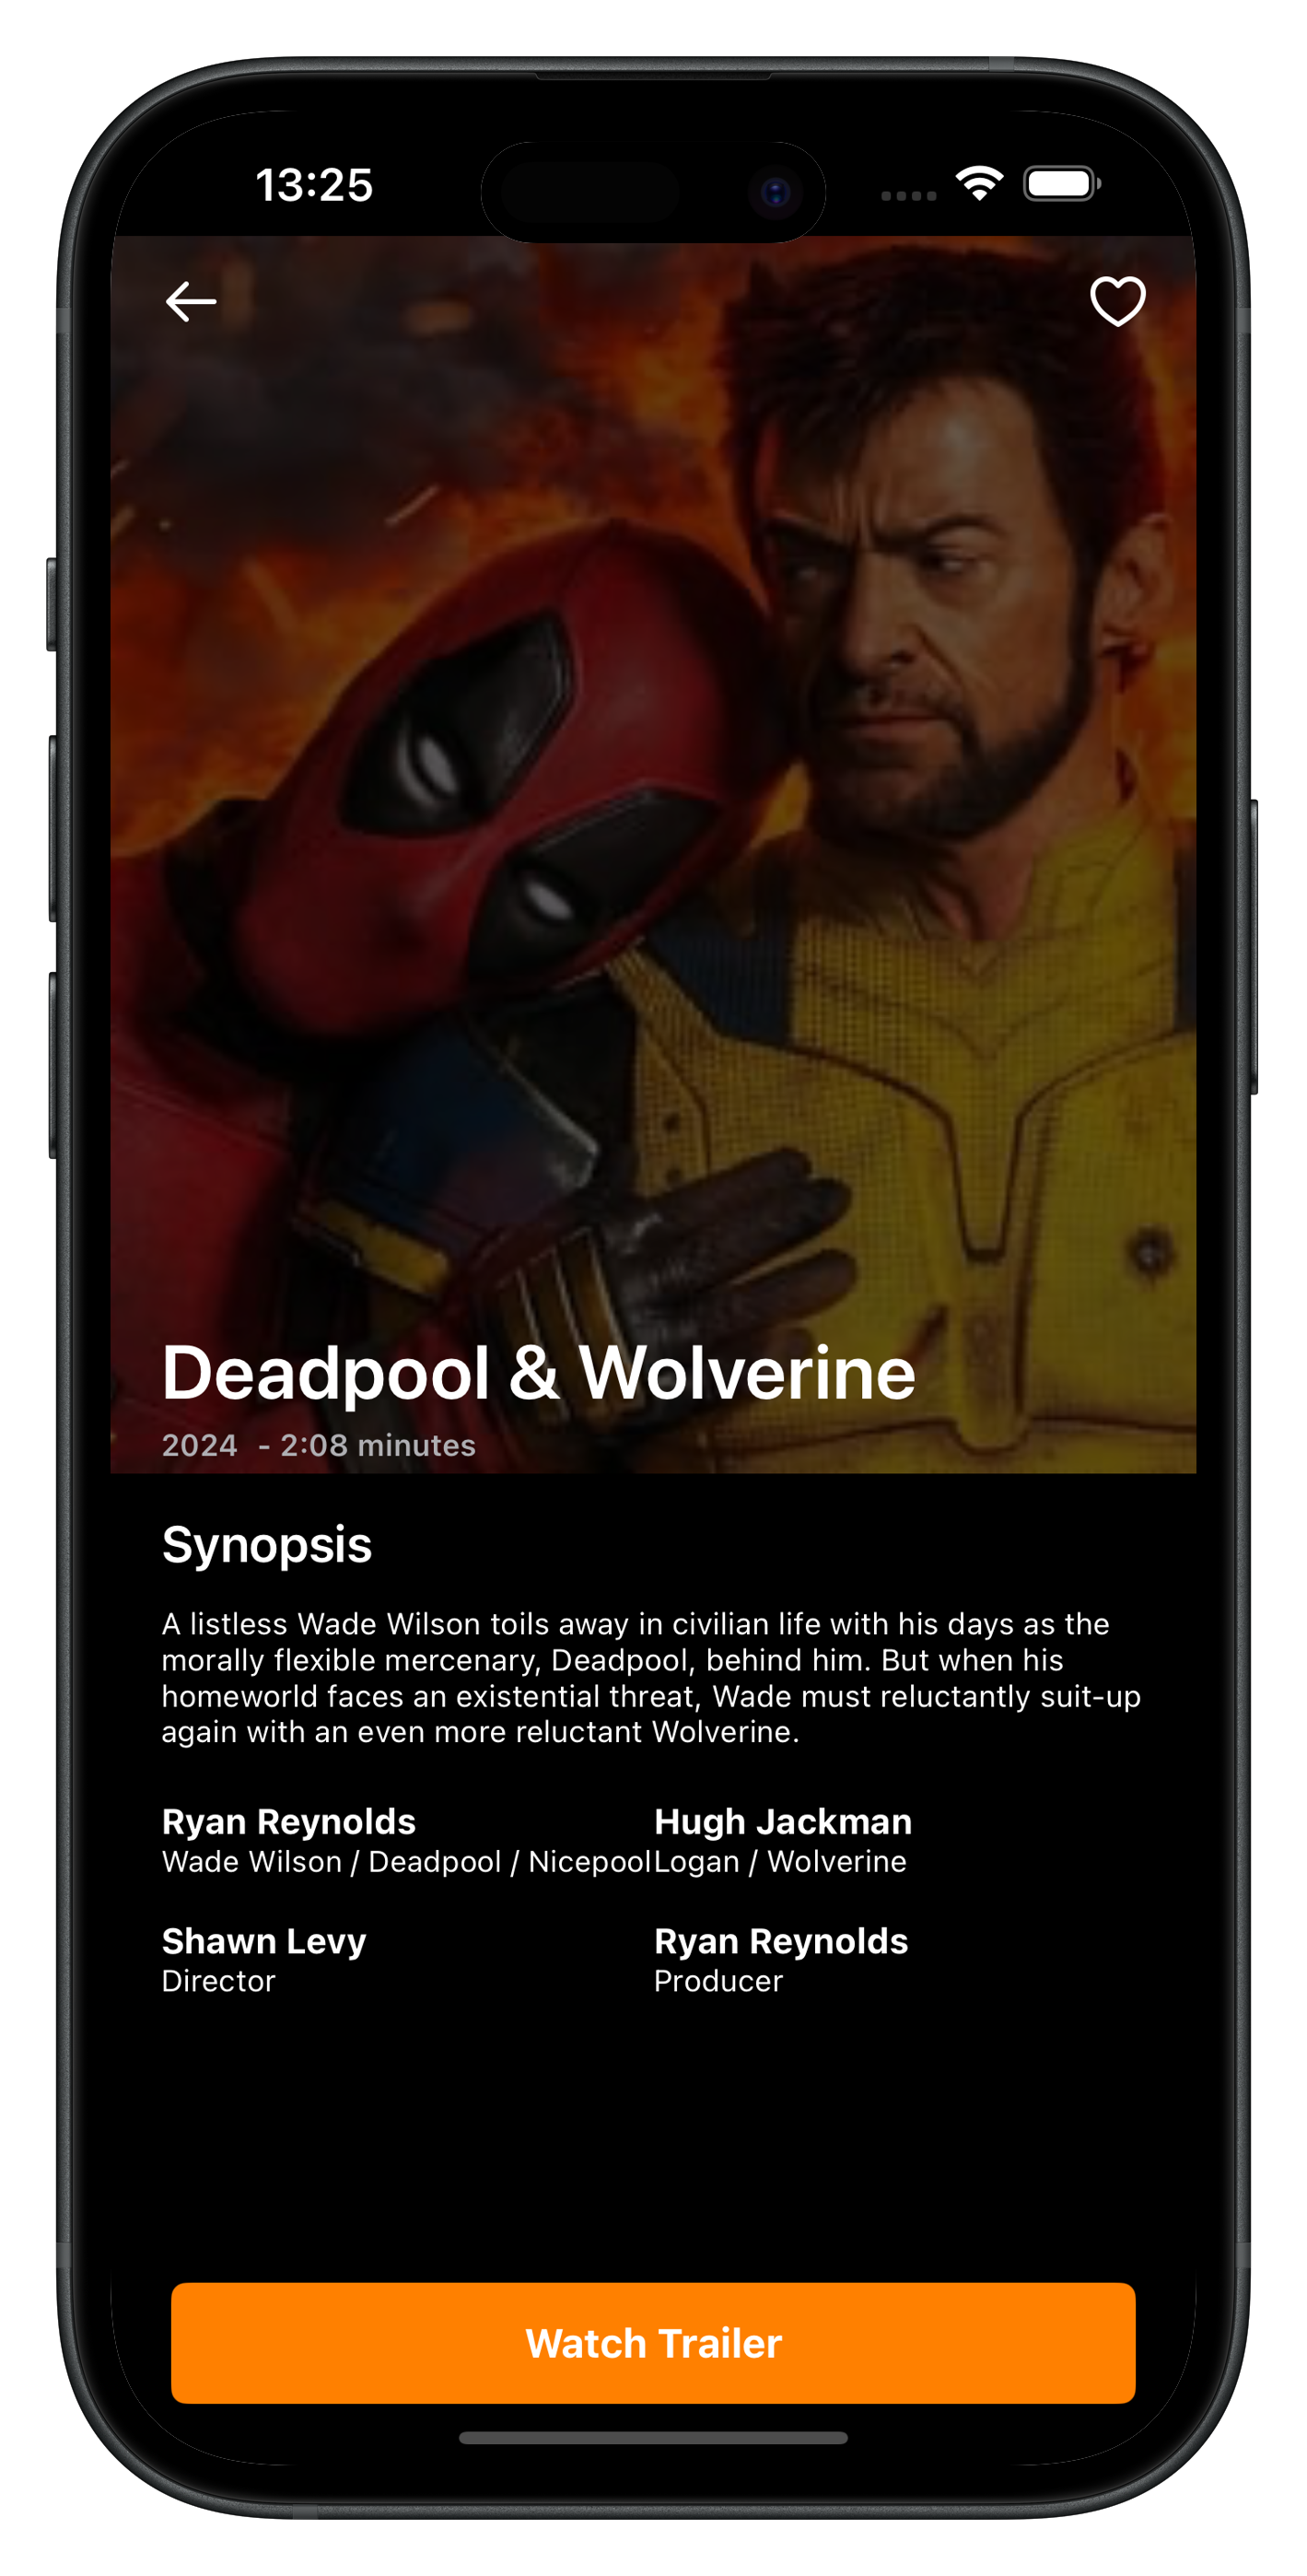 13:25
Deadpool & Wolverine
2024 - 2:08 minutes
Synopsis
A listless Wade Wilson toils away in civilian life with his days as the
morally flexible mercenary, Deadpool, behind him. But when his
homeworld faces an existential threat, Wade must reluctantly suit-up
again with an even more reluctant Wolverine.
Ryan Reynolds
Wade Wilson / Deadpool / Nicepool
Hugh Jackman
Logan / Wolverine
Shawn Levy
Director
Ryan Reynolds
Producer
Watch Trailer